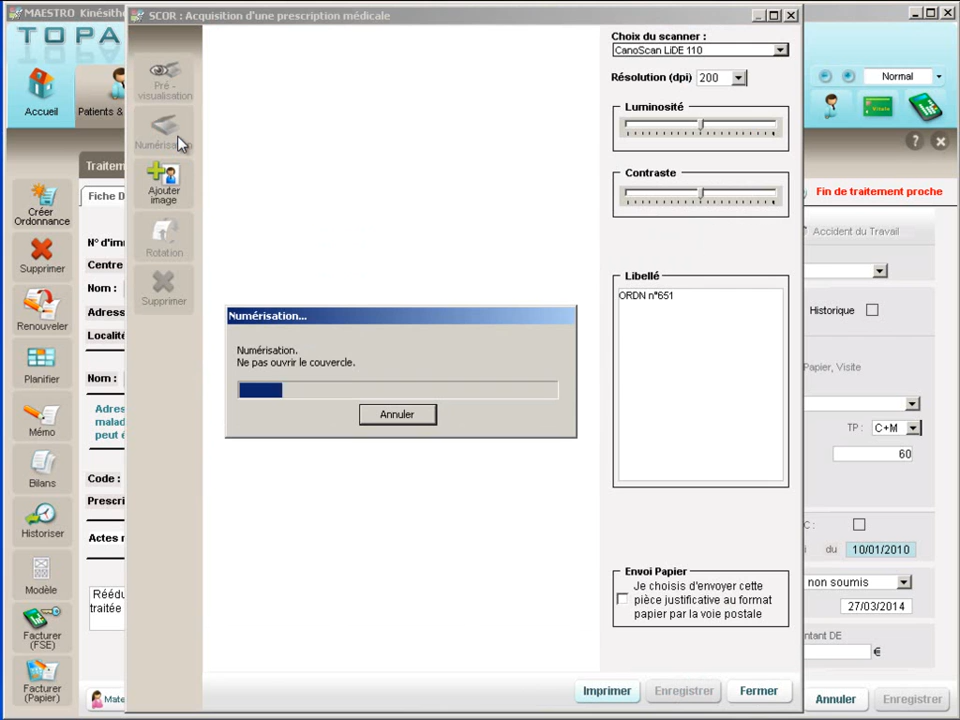 MAESTRO Kinésithé
TOPA
Accueil
Patients &
Traitem
Fiche D
Créer
Ordonnance
Supprimer
Renouveler
Planifier
Mémo
Bilans
Historiser
Modèle
Facturer
(FSE)
Facturer
(Papier)
N° d'im
Centre
Nom :
Adress
Localité
Nom :
Adres
malad
peut é
Code :
Prescri
Actes r
Réédu
traitée
Mate
SCOR : Acquisition d'une prescription médicale
Pré -
visualisation
Numérisa
Ajouter
image
Rotation
Supprimer
Numérisation...
Numérisation.
Ne pas ouvrir le couvercle.
Annuler
Choix du scanner :
CanoScan LiDE 110
Résolution (dpi) 200
Luminosité
Contraste
Libellé
ORDN n°651
Envoi Papier
Je choisis d'envoyer cette
pièce justificative au format
papier par la voie postale
Imprimer
Enregistrer
Fermer
Normal
Vitale
Fin de traitement proche
Accident du Travail
Historique
Papier, Visite
TP : C+M
60
C :
du 10/01/2010
non soumis
27/03/2014
ntant DE
€
Annuler
Enregistrer